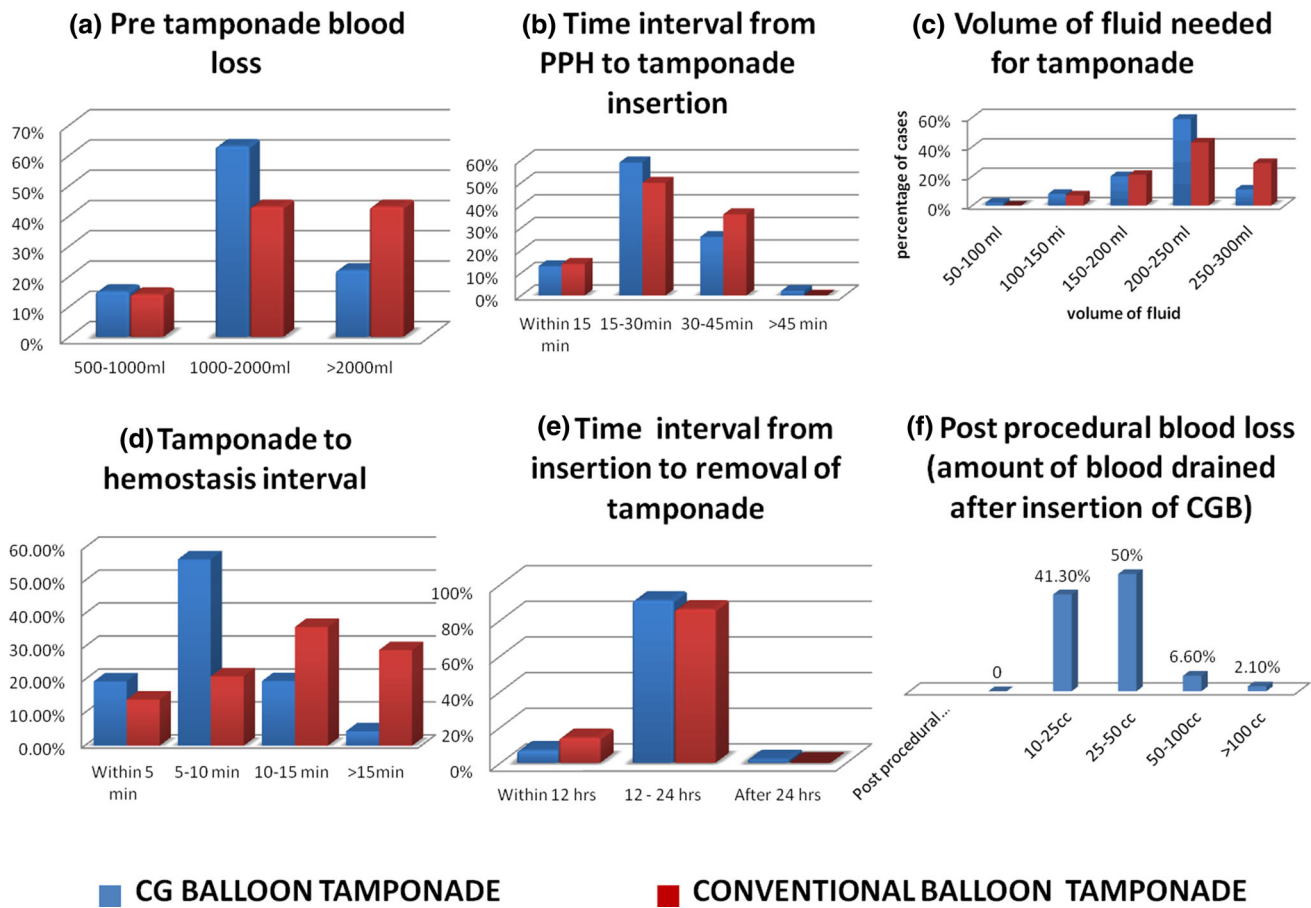 (a) Pre tamponade blood
loss
70%
60%
50%
40%
30%
20%
10%
0%
500-1000ml 1000-2000ml >2000ml
(b) Time interval from
PPH to tamponade
insertion
60%
50%
40%
30%
20%
10%
0%
Within 15 15-30min 30-45min >45 min
min
(c) Volume of fluid needed
for tamponade
percentage of cases
60%
40%
20%
0%
50-100 ml
100-150 mi
150-200 ml
200-250 ml
250-300ml
volume of fluid
(d) Tamponade to
hemostasis interval
60.00%
50.00%
40.00%
30.00%
20.00%
10.00%
0.00%
Within 5 5-10 min 10-15 min >15min
min
(e) Time interval from
insertion to removal of
tamponade
100%
80%
60%
40%
20%
0%
Within 12 hrs 12 - 24 hrs After 24 hrs
(f) Post procedural blood loss
(amount of blood drained
after insertion of CGB)
0
41.30%
50%
6.60%
2.10%
Post procedural...
10-25cc
25-50 cc
50-100cc
>100 cc
CG BALLOON TAMPONADE
CONVENTIONAL BALLOON TAMPONADE